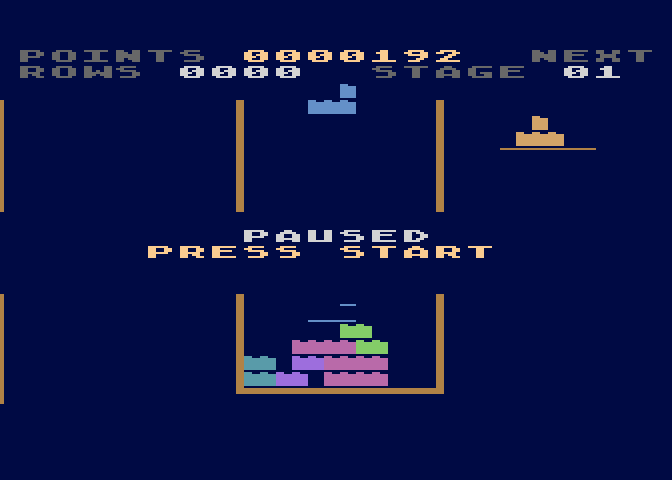 POINTS 0000192 NEXT
ROWS 0000 STAGE 01
PAUSED
PRESS START